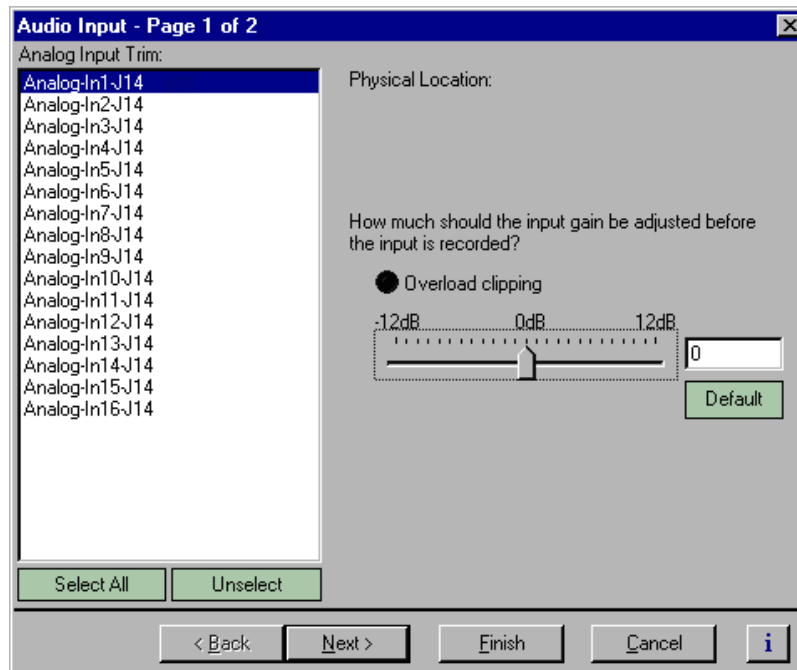 Audio Input - Page 1 of 2
Analog Input Trim:
Analog-In1-J14
Analog-In2-J14
Analog-In3-J14
Analog-In4-J14
Analog-In5-J14
Analog-In6-J14
Analog-In7-J14
Analog-In8-J14
Analog-In9-J14
Analog-In10-J14
Analog-In11-J14
Analog-In12-J14
Analog-In13-J14
Analog-In14-J14
Analog-In15-J14
Analog-In16-J14
Select All
Unselect
Physical Location:
How much should the input gain be adjusted before
the input is recorded?
Overload clipping
-12dB 0dB 12dB
0
Default
< Back
Next >
Finish
Cancel
i